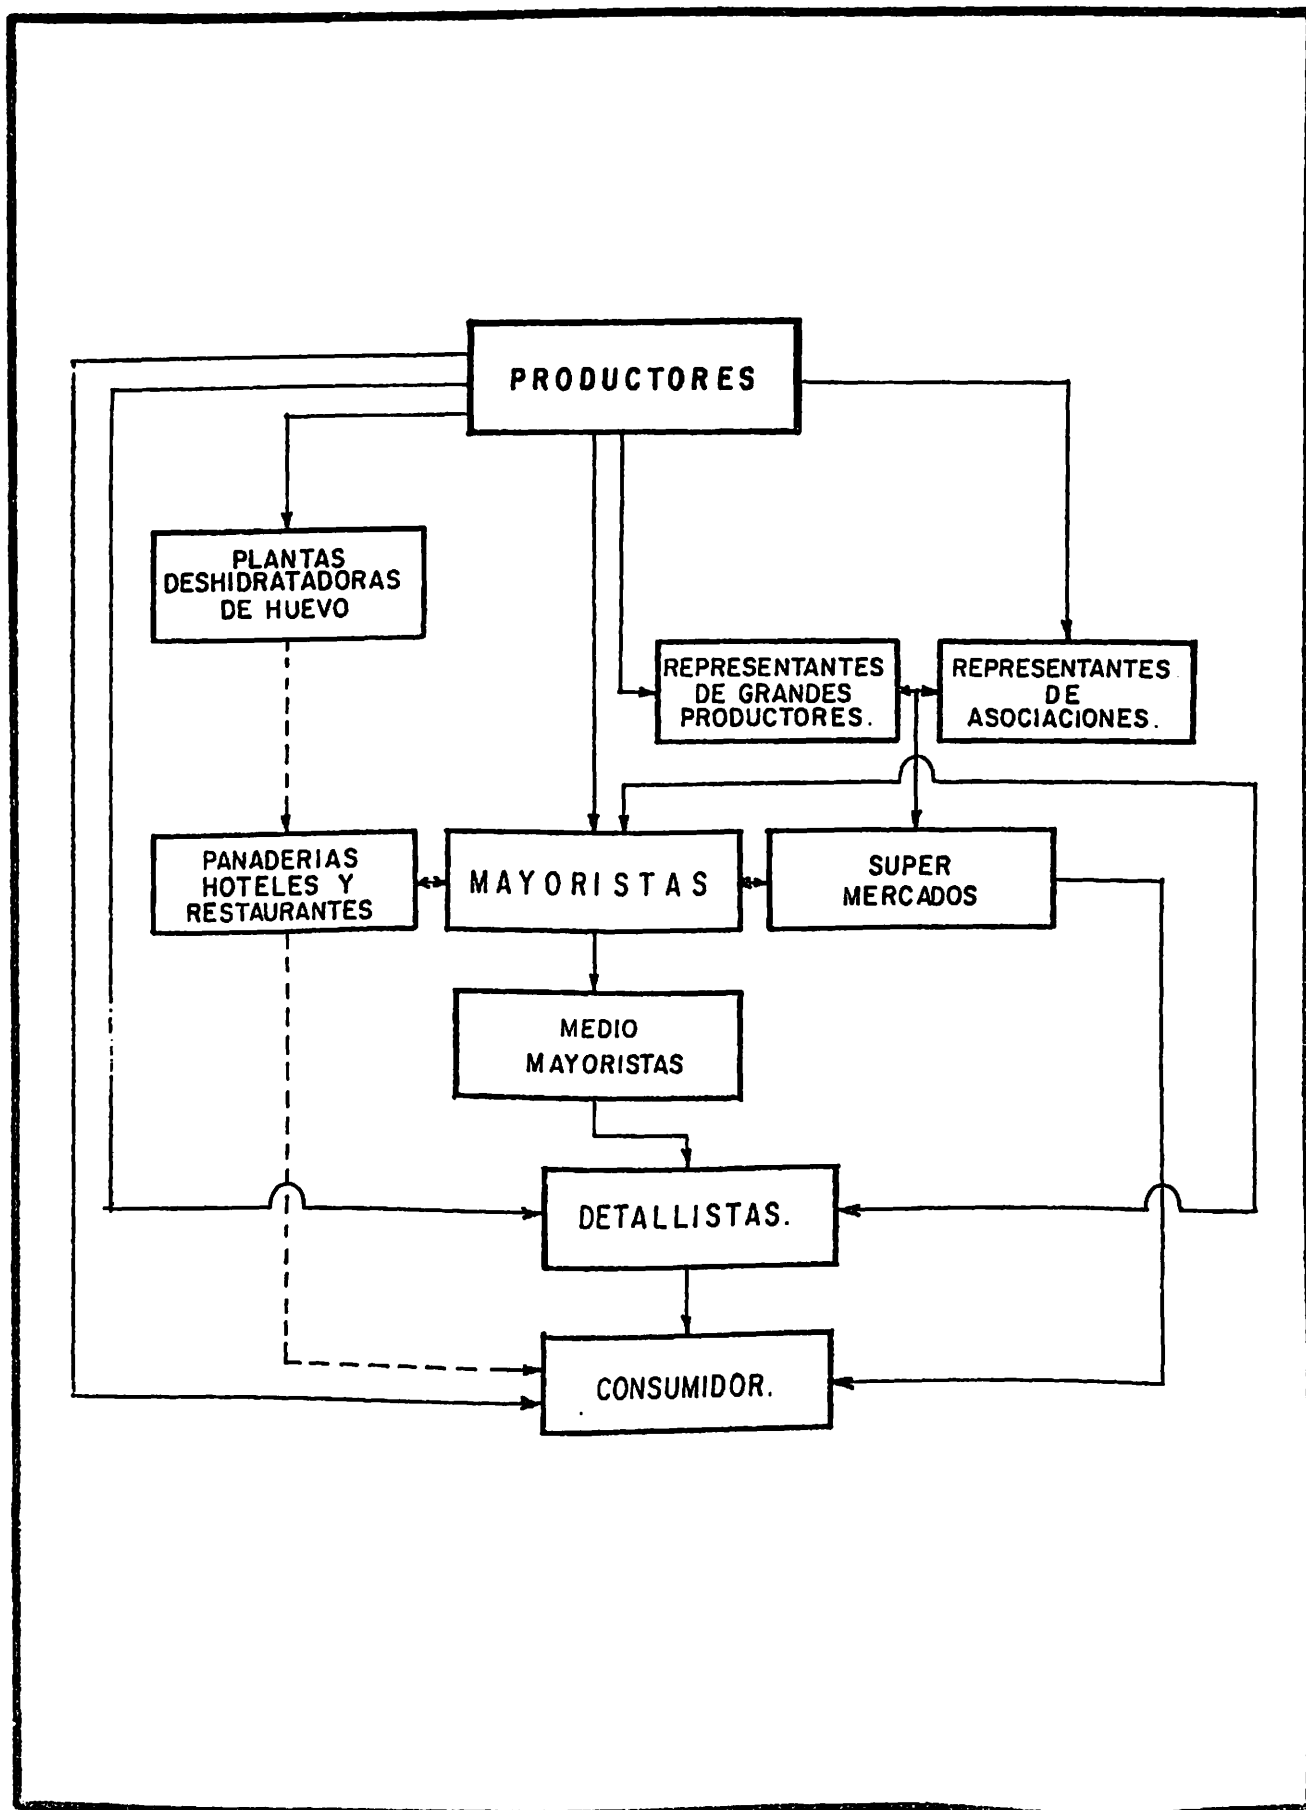 PRODUCTORES
PLANTAS
DESHIDRATADORAS
DE HUEVO
REPRESENTANTES
DE GRANDES
PRODUCTORES.
REPRESENTANTES
DE
ASOCIACIONES.
PANADERIAS
HOTELES Y
RESTAURANTES
MAYORISTAS
SUPER
MERCADOS
MEDIO
MAYORISTAS
DETALLISTAS.
CONSUMIDOR.